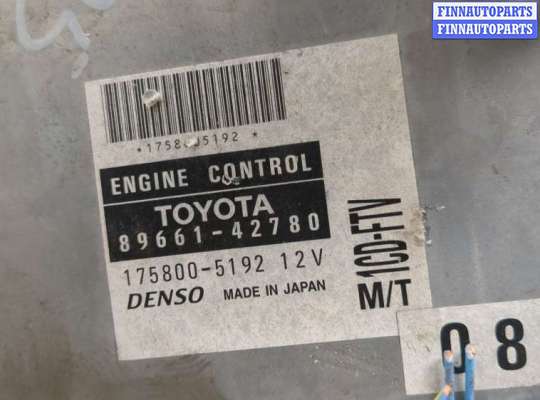 FINNAUTOPARTS
FINNAUTOPARTS
ENGINE CONTROL
TOYOTA
89661-42780
175800-5192 12V
DENSO MADE IN JAPAN
1CD-FTV
M/T
08